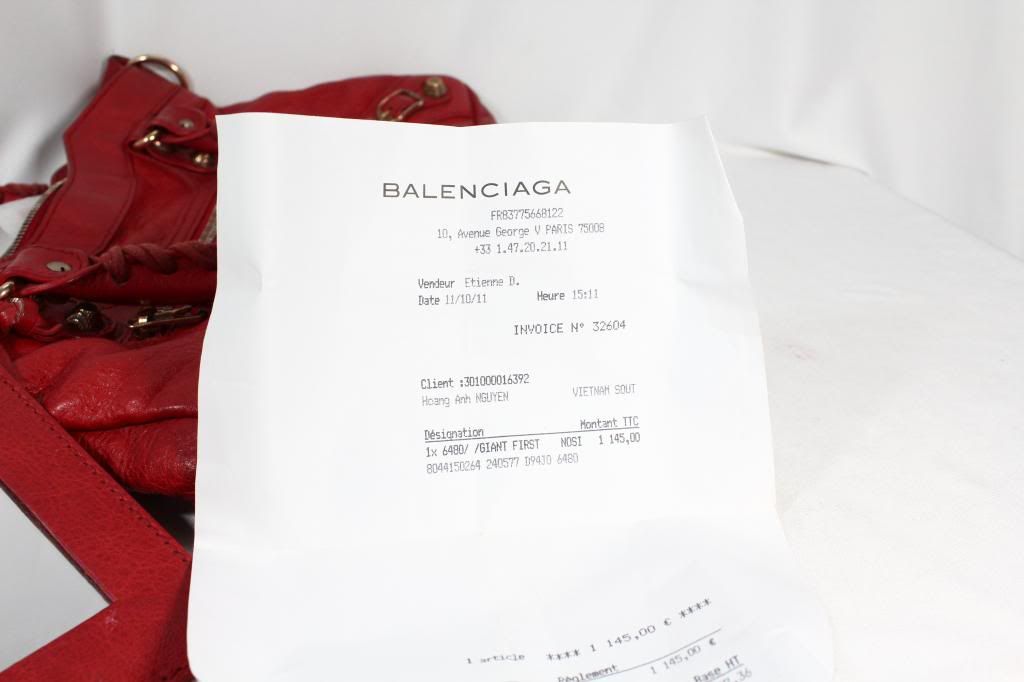 BALENCIAGA
FR83775668122
10, Avenue George V PARIS 75008
+33 1.47.20.21.11
Vendeur Etienne D.
Date 11/10/11 Heure 15:11
INVOICE N° 32604
Client :301000016392
Hoang Anh NGUYEN VIETNAM SOUT
Désignation Montant TTC
1x 6480/ /GIANT FIRST NOSI 1 145,00
8044150264 240577 D94JO 6480
1 article **** 1 145,00 € ****
Règlement 1 145,00 €
Base HT